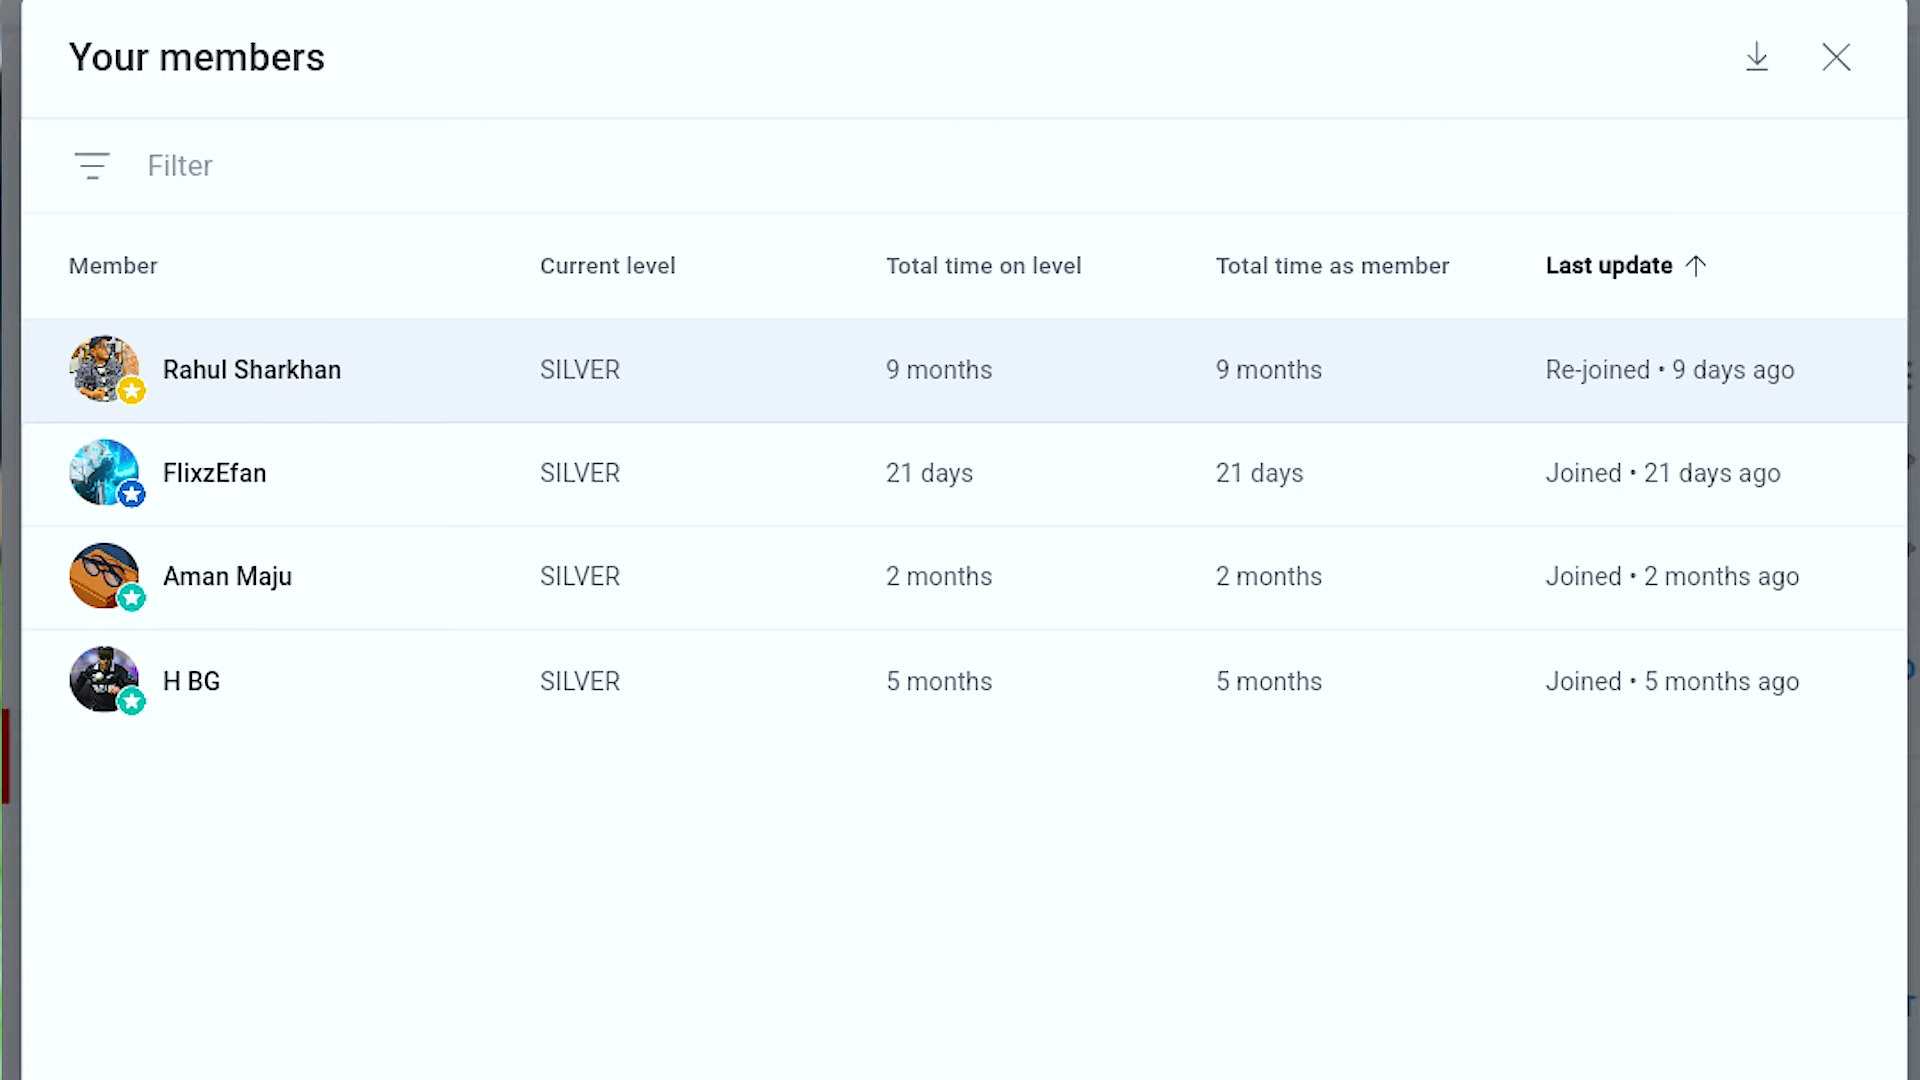 Your members
Filter
Member Current level Total time on level Total time as member Last update
Rahul Sharkhan SILVER 9 months 9 months Re-joined • 9 days ago
FlixzEfan SILVER 21 days 21 days Joined • 21 days ago
Aman Maju SILVER 2 months 2 months Joined • 2 months ago
H BG SILVER 5 months 5 months Joined • 5 months ago